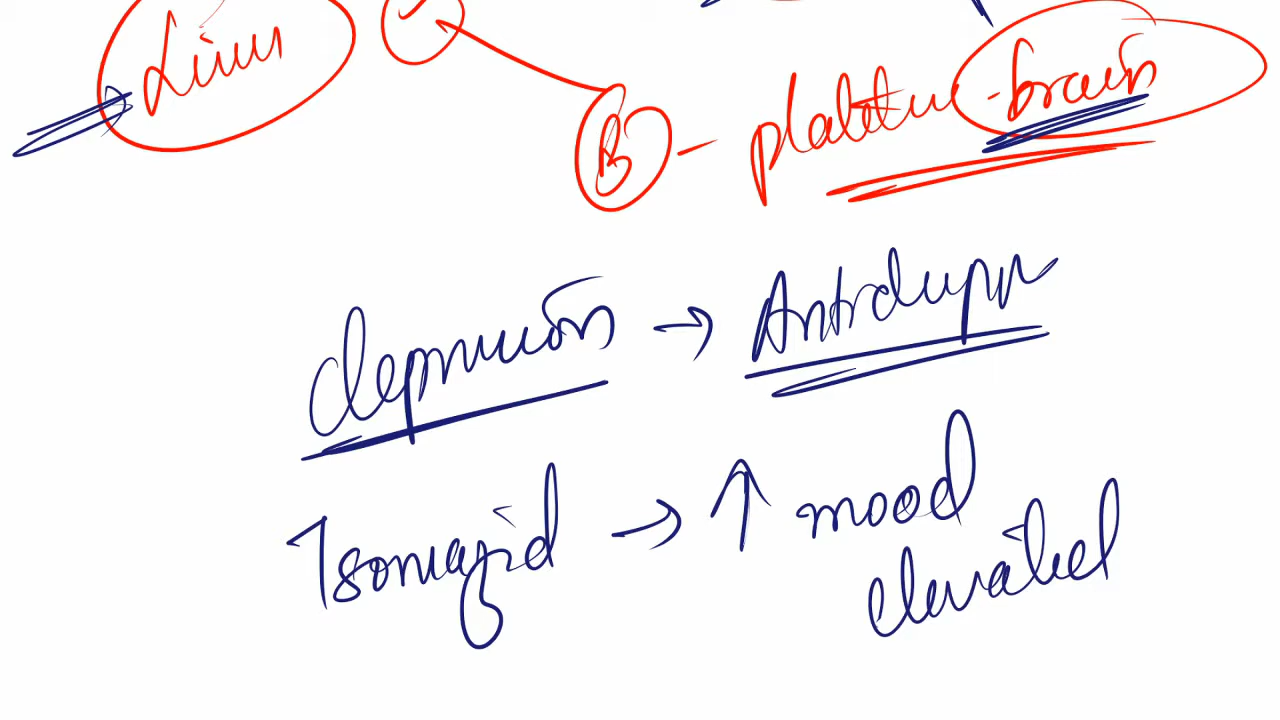 Liver
B - platelet - brain
depression → Antidepr
Isoniazid → ↑ mood
elevated